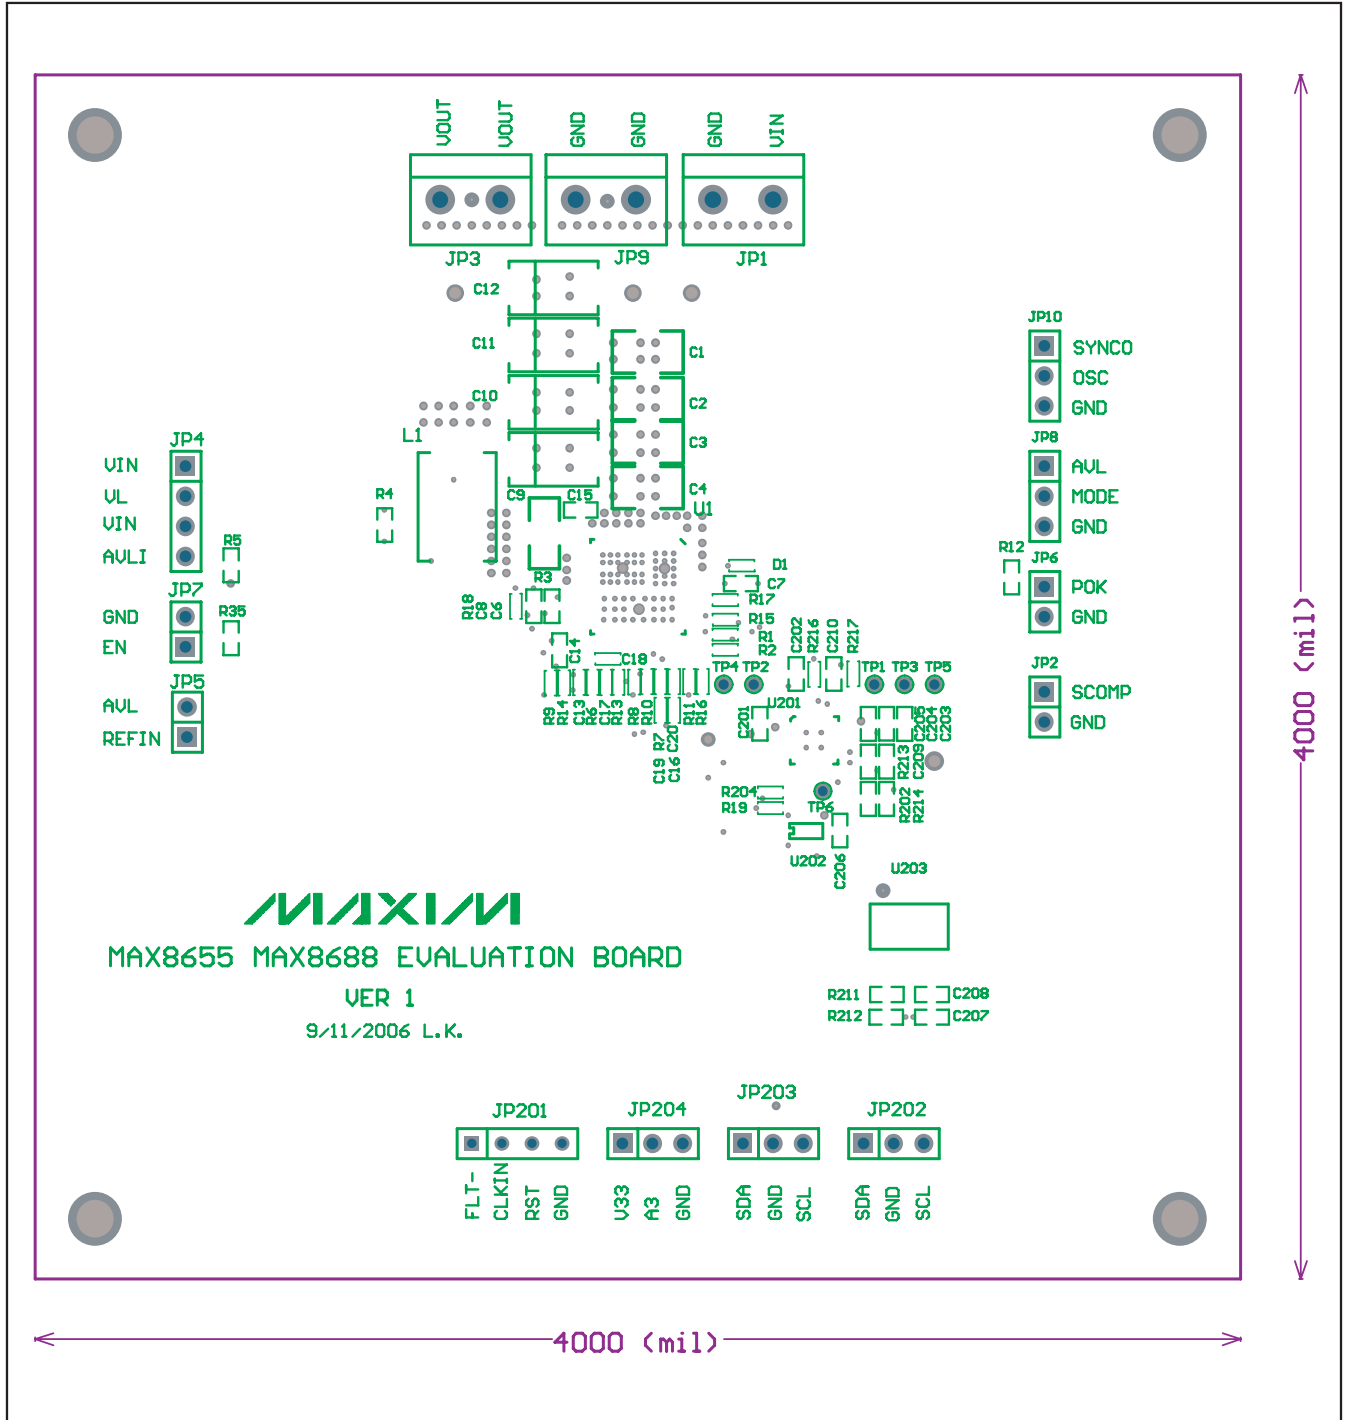 VOUT VOUT GND GND GND VIN
JP3 JP9 JP1
C12
C11
C10
C9 C15
C1
C2
C3
C4
U1
L1
JP10
SYNCO
OSC
GND
JP8
AVL
MODE
GND
R12
JP6
POK
GND
JP2
SCOMP
GND
JP4
VIN
VL
VIN
AVLI
JP7
GND
EN
JP5
AVL
REFIN
R4
R5
R35
R3
R18 C8 C6
C14
C18
D1
C7
R17
R15
R1
R2
C202 R216 C210 R217
TP4 TP2 TP1 TP3 TP5
R9 R14 C13 R6 C17 R13 R8 R10 R11 R16
R7 C20
C19 C16
C201
U201
C205 C204 C203
R213 C209
R202 R214
R204
R19
TP6
U202
C206
U203
MAXIM
MAX8655 MAX8688 EVALUATION BOARD
VER 1
9/11/2006 L.K.
R211 C208
R212 C207
JP201 JP204 JP203 JP202
FLT- CLKIN RST GND
V33 A3 GND
SDA GND SCL
SDA GND SCL
4000 (mil)
4000 (mil)